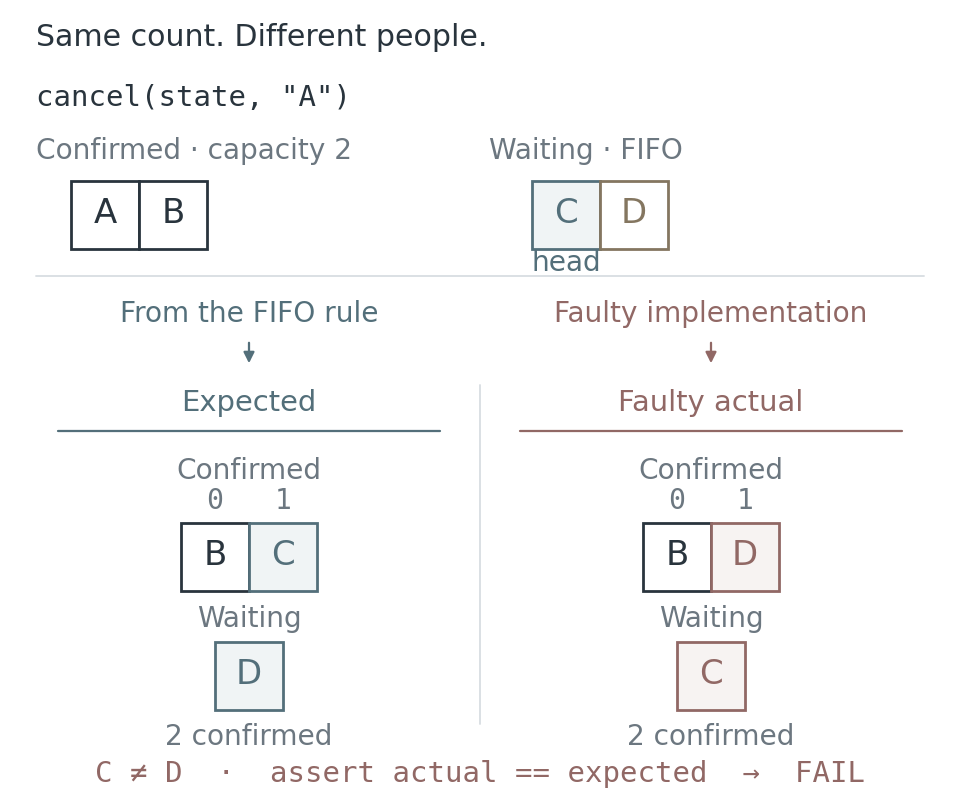 Same count. Different people.
cancel(state, "A")
Confirmed · capacity 2
Waiting · FIFO
A B
C D
head
From the FIFO rule
Faulty implementation
Expected
Faulty actual
Confirmed
0 1
B C
Waiting
D
2 confirmed
Confirmed
0 1
B D
Waiting
C
2 confirmed
C ≠ D · assert actual == expected → FAIL